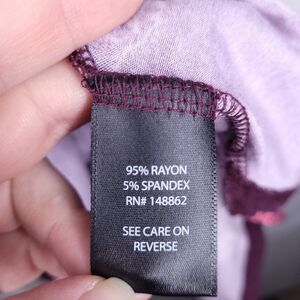 95% RAYON
5% SPANDEX
RN# 148862
SEE CARE ON
REVERSE